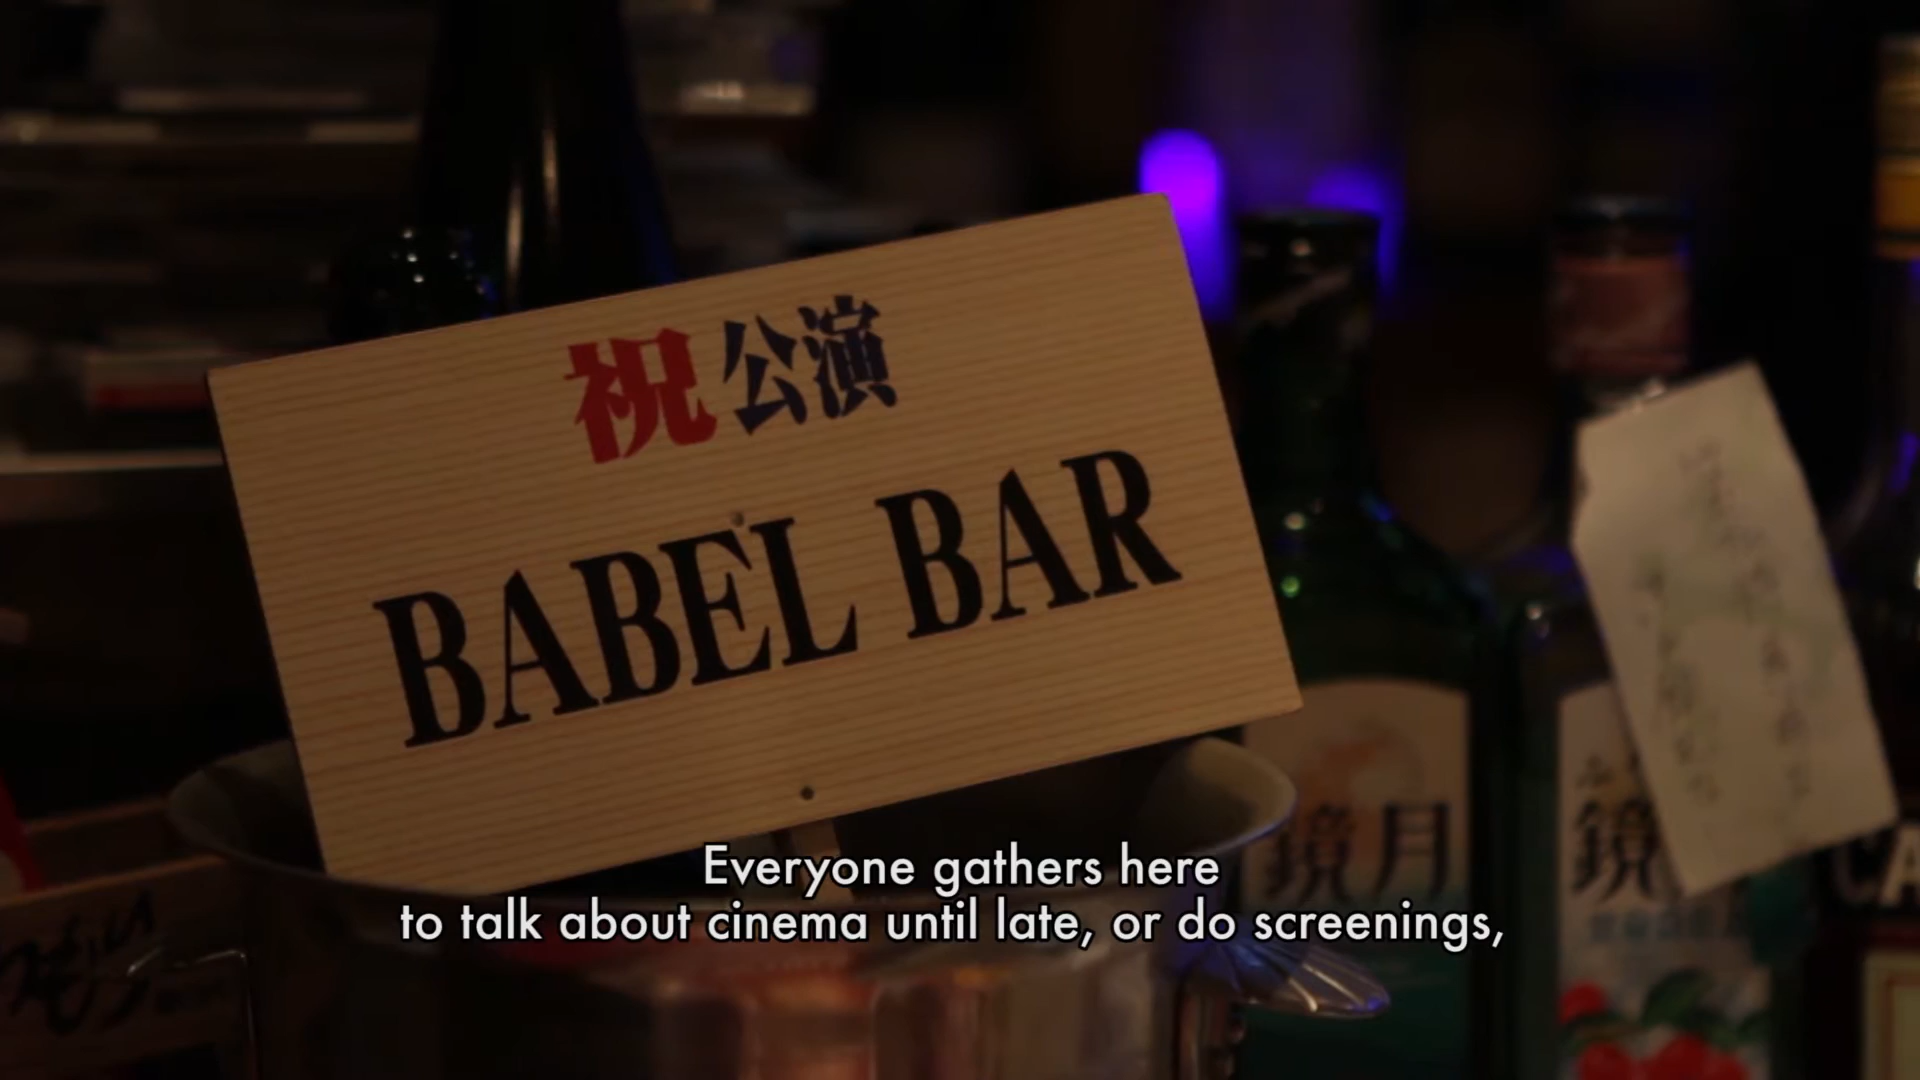 祝公演
BABEL BAR
鏡月
鏡
CA
Everyone gathers here
to talk about cinema until late, or do screenings,